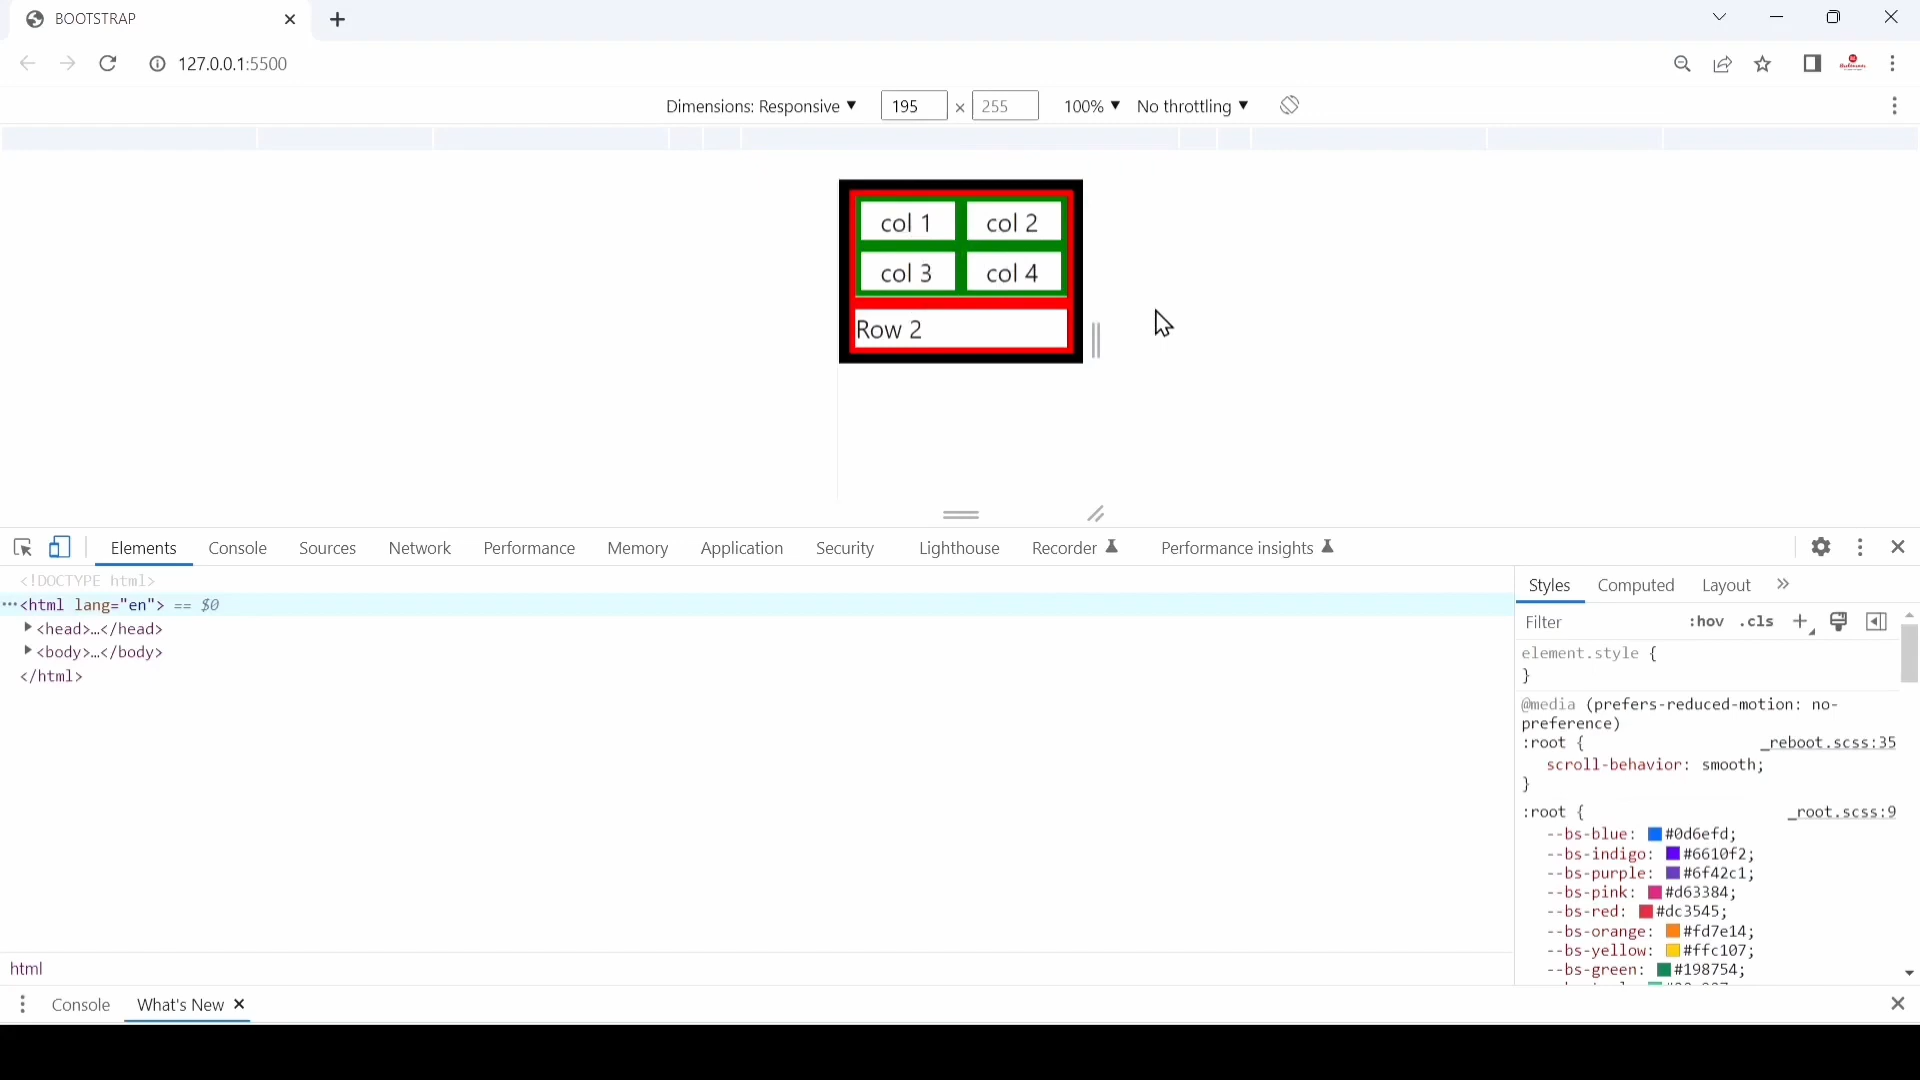 BOOTSTRAP
127.0.0.1:5500
Dimensions: Responsive ▼ 195 × 255 100% ▼ No throttling ▼
col 1 col 2
col 3 col 4
Row 2
Elements Console Sources Network Performance Memory Application Security Lighthouse Recorder Performance insights
<!DOCTYPE html>
<html lang="en"> == $0
<head>…</head>
<body>…</body>
</html>
html
Styles Computed Layout »
Filter :hov .cls
element.style {
}
@media (prefers-reduced-motion: no-
preference)
:root { _reboot.scss:35
scroll-behavior: smooth;
}
:root { _root.scss:9
--bs-blue: #0d6efd;
--bs-indigo: #6610f2;
--bs-purple: #6f42c1;
--bs-pink: #d63384;
--bs-red: #dc3545;
--bs-orange: #fd7e14;
--bs-yellow: #ffc107;
--bs-green: #198754;
Console What's New